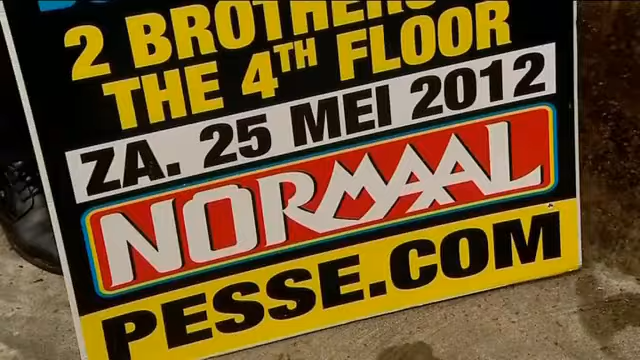 2 BROTHERS
THE 4TH FLOOR
ZA. 25 MEI 2012
NORMAAL
PESSE.COM